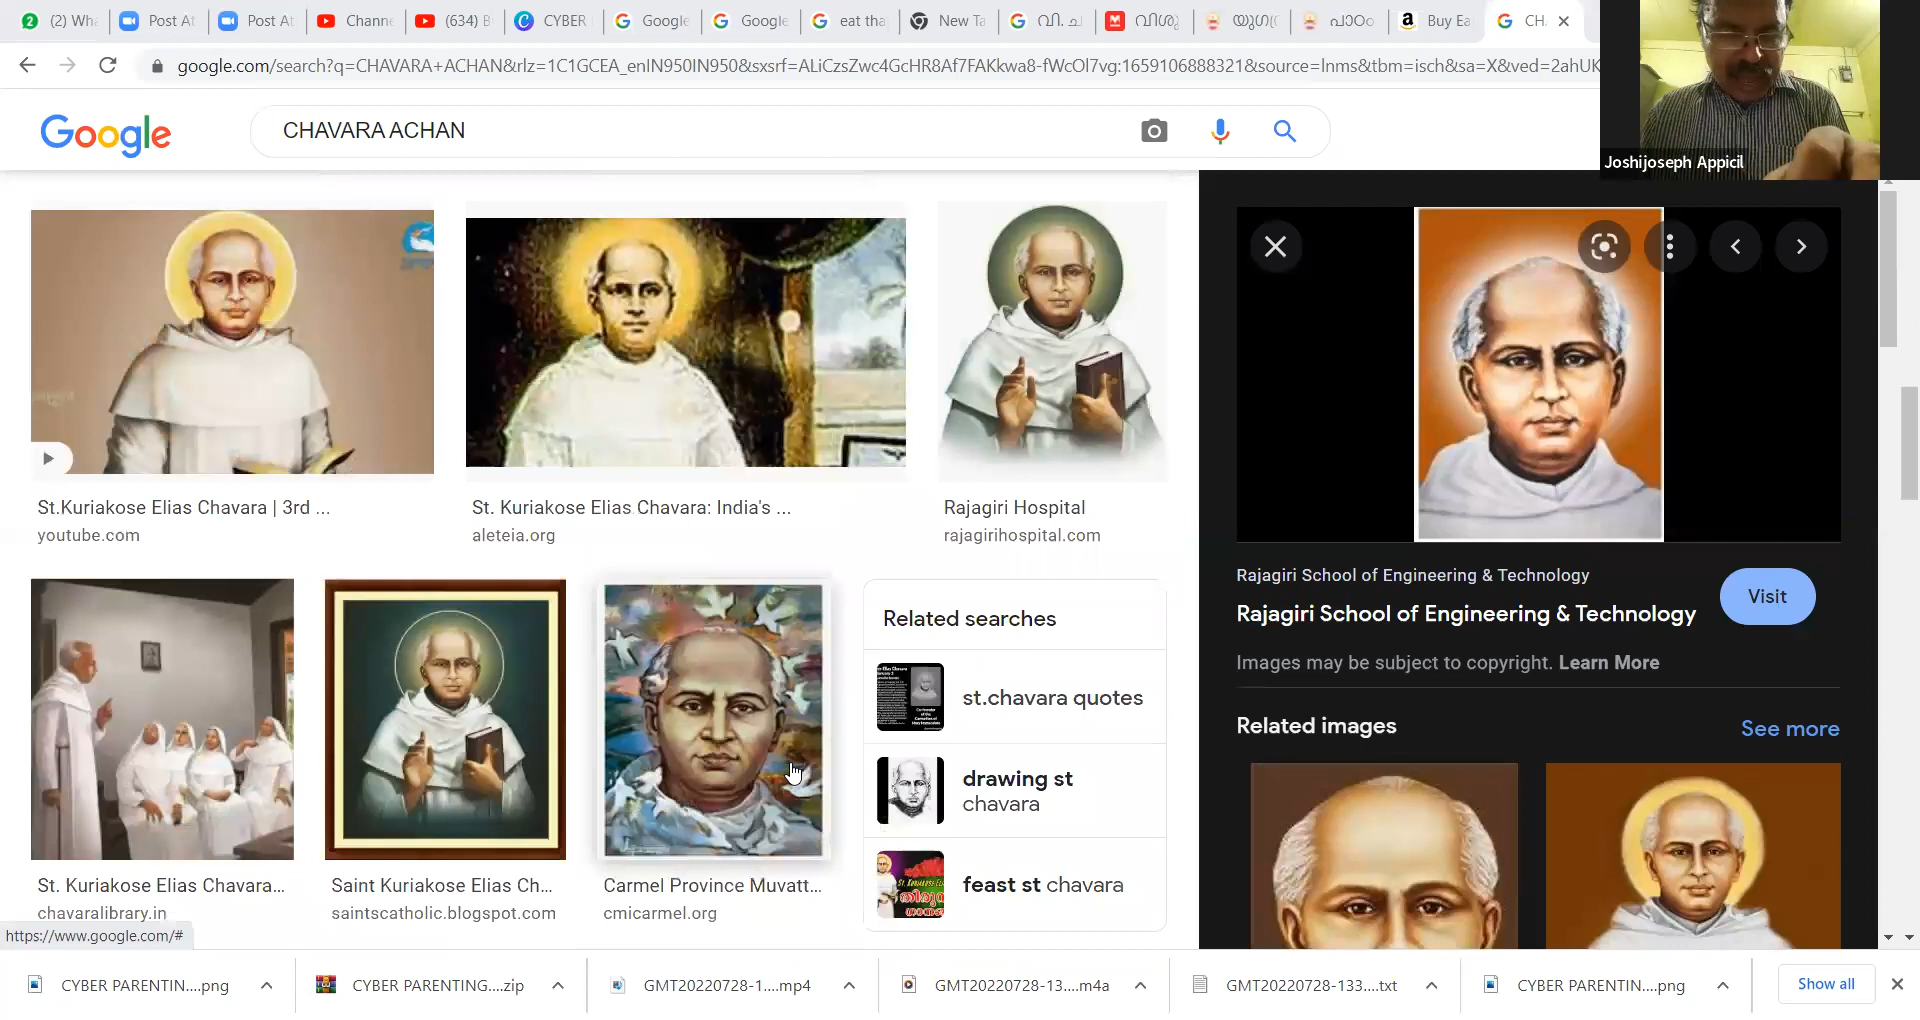 (2) Wha
Post At
Post At
Channe
(634) B
CYBER
Google
Google
eat tha
New Ta
വി. ച
വിശു
യുഗ
പാഠം
Buy Ea
CHA
google.com/search?q=CHAVARA+ACHAN&rlz=1C1GCEA_enIN950IN950&sxsrf=ALiCzsZwc4GcHR8Af7FAKkwa8-fWcOl7vg:1659106888321&source=lnms&tbm=isch&sa=X&ved=2ahUK
Joshijoseph Appicil
Google
CHAVARA ACHAN
St.Kuriakose Elias Chavara | 3rd ...
youtube.com
St. Kuriakose Elias Chavara: India's ...
aleteia.org
Rajagiri Hospital
rajagirihospital.com
St. Kuriakose Elias Chavara...
chavaralibrary.in
Saint Kuriakose Elias Ch...
saintscatholic.blogspot.com
Carmel Province Muvatt...
cmicarmel.org
Related searches
st.chavara quotes
drawing st
chavara
feast st chavara
Rajagiri School of Engineering & Technology
Rajagiri School of Engineering & Technology
Visit
Images may be subject to copyright. Learn More
Related images
See more
https://www.google.com/#
CYBER PARENTIN....png
CYBER PARENTING....zip
GMT20220728-1....mp4
GMT20220728-13....m4a
GMT20220728-133....txt
CYBER PARENTIN....png
Show all